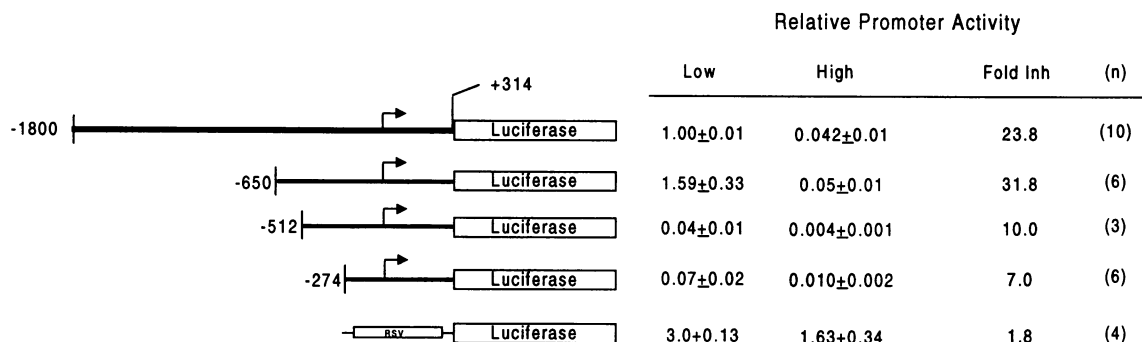 Relative Promoter Activity
Low High Fold Inh (n)
+314
-1800 Luciferase 1.00±0.01 0.042±0.01 23.8 (10)
-650 Luciferase 1.59±0.33 0.05±0.01 31.8 (6)
-512 Luciferase 0.04±0.01 0.004±0.001 10.0 (3)
-274 Luciferase 0.07±0.02 0.010±0.002 7.0 (6)
RSV Luciferase 3.0+0.13 1.63+0.34 1.8 (4)